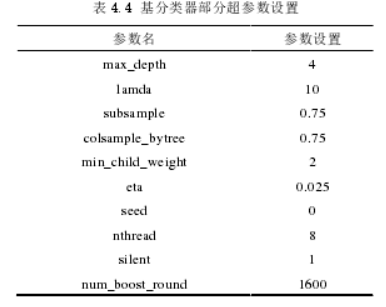 表 4.4 基分类器部分超参数设置
参数名 参数设置
max_depth 4
lamda 10
subsample 0.75
colsample_bytree 0.75
min_child_weight 2
eta 0.025
seed 0
nthread 8
silent 1
num_boost_round 1600